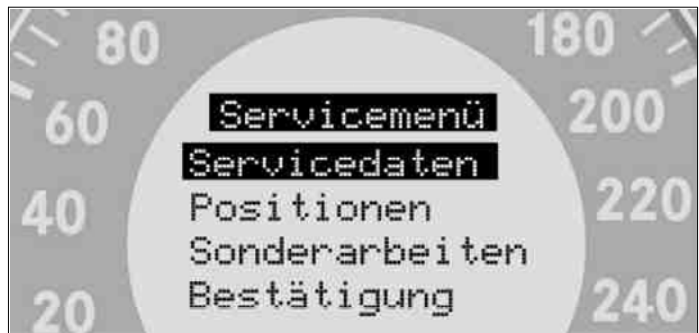 80 180
60 Servicemenü 200
Servicedaten
40 Positionen 220
Sonderarbeiten
20 Bestätigung 240